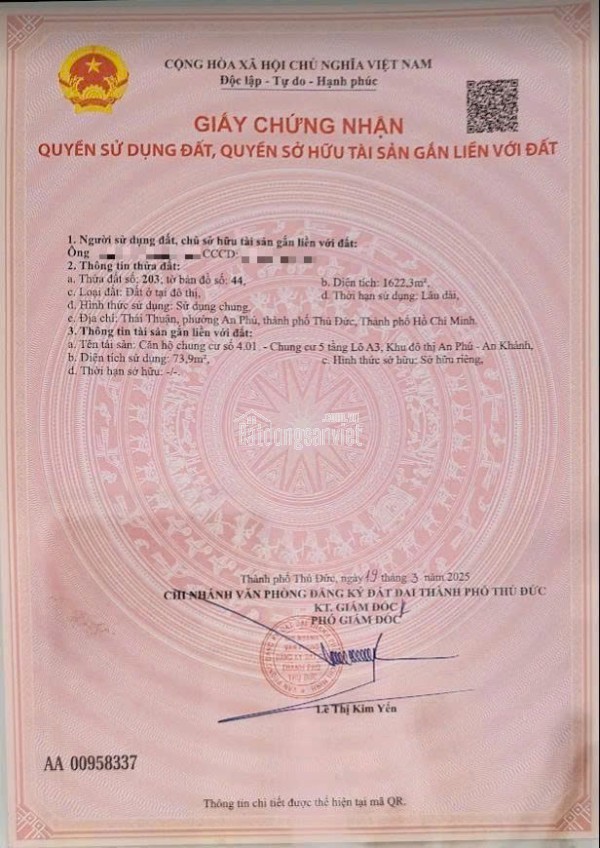 CỘNG HÒA XÃ HỘI CHỦ NGHĨA VIỆT NAM
Độc lập - Tự do - Hạnh phúc
GIẤY CHỨNG NHẬN
QUYỀN SỬ DỤNG ĐẤT, QUYỀN SỞ HỮU TÀI SẢN GẮN LIỀN VỚI ĐẤT
1. Người sử dụng đất, chủ sở hữu tài sản gắn liền với đất:
Ông CCCD:
2. Thông tin thửa đất:
a. Thửa đất số: 203; tờ bản đồ số: 44, b. Diện tích: 1622,3m²,
c. Loại đất: Đất ở tại đô thị, d. Thời hạn sử dụng: Lâu dài,
đ. Hình thức sử dụng: Sử dụng chung,
e. Địa chỉ: Thái Thuận, phường An Phú, thành phố Thủ Đức, Thành phố Hồ Chí Minh.
3. Thông tin tài sản gắn liền với đất:
a. Tên tài sản: Căn hộ chung cư số 4.01. - Chung cư 5 tầng Lô A3, Khu đô thị An Phú - An Khánh,
b. Diện tích sử dụng: 73,9m², c. Hình thức sở hữu: Sở hữu riêng,
d. Thời hạn sở hữu: -/-.
batdongsanviet
Thành phố Thủ Đức, ngày 19 tháng 3 năm 2025
CHI NHÁNH VĂN PHÒNG ĐĂNG KÝ ĐẤT ĐAI THÀNH PHỐ THỦ ĐỨC
KT. GIÁM ĐỐC
PHÓ GIÁM ĐỐC
Lê Thị Kim Yến
AA 00958337
Thông tin chi tiết được thể hiện tại mã QR.